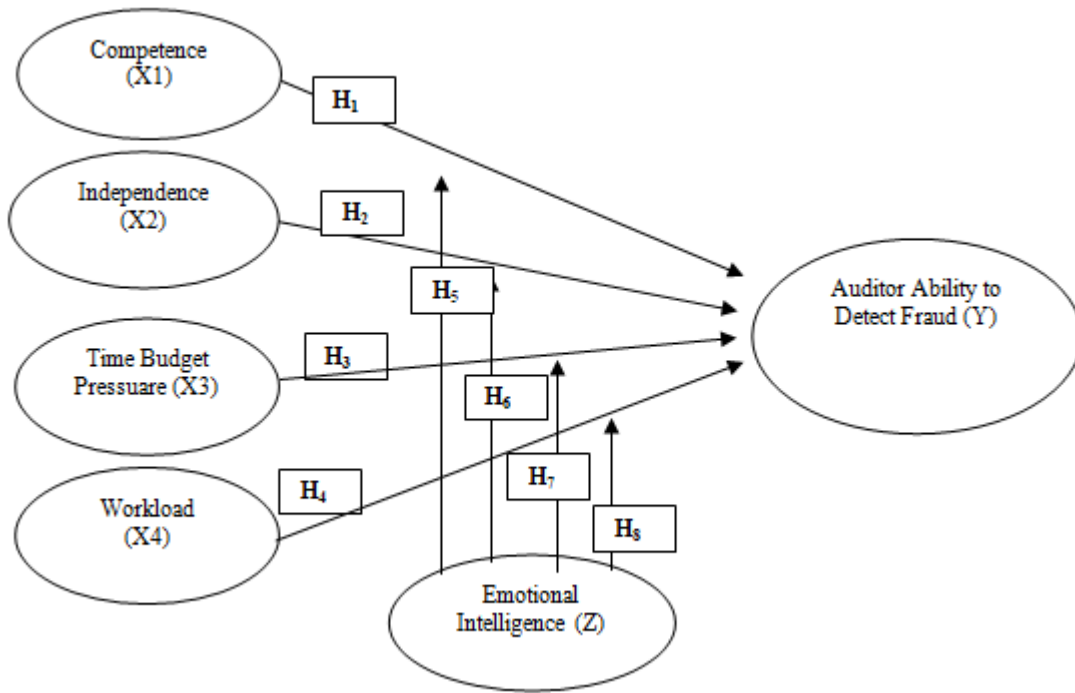 Competence
(X1)
H₁
Independence
(X2)
H₂
H₅
Auditor Ability to
Detect Fraud (Y)
Time Budget
Pressuare (X3)
H₃
H₆
Workload
(X4)
H₄
H₇
H₈
Emotional
Intelligence (Z)